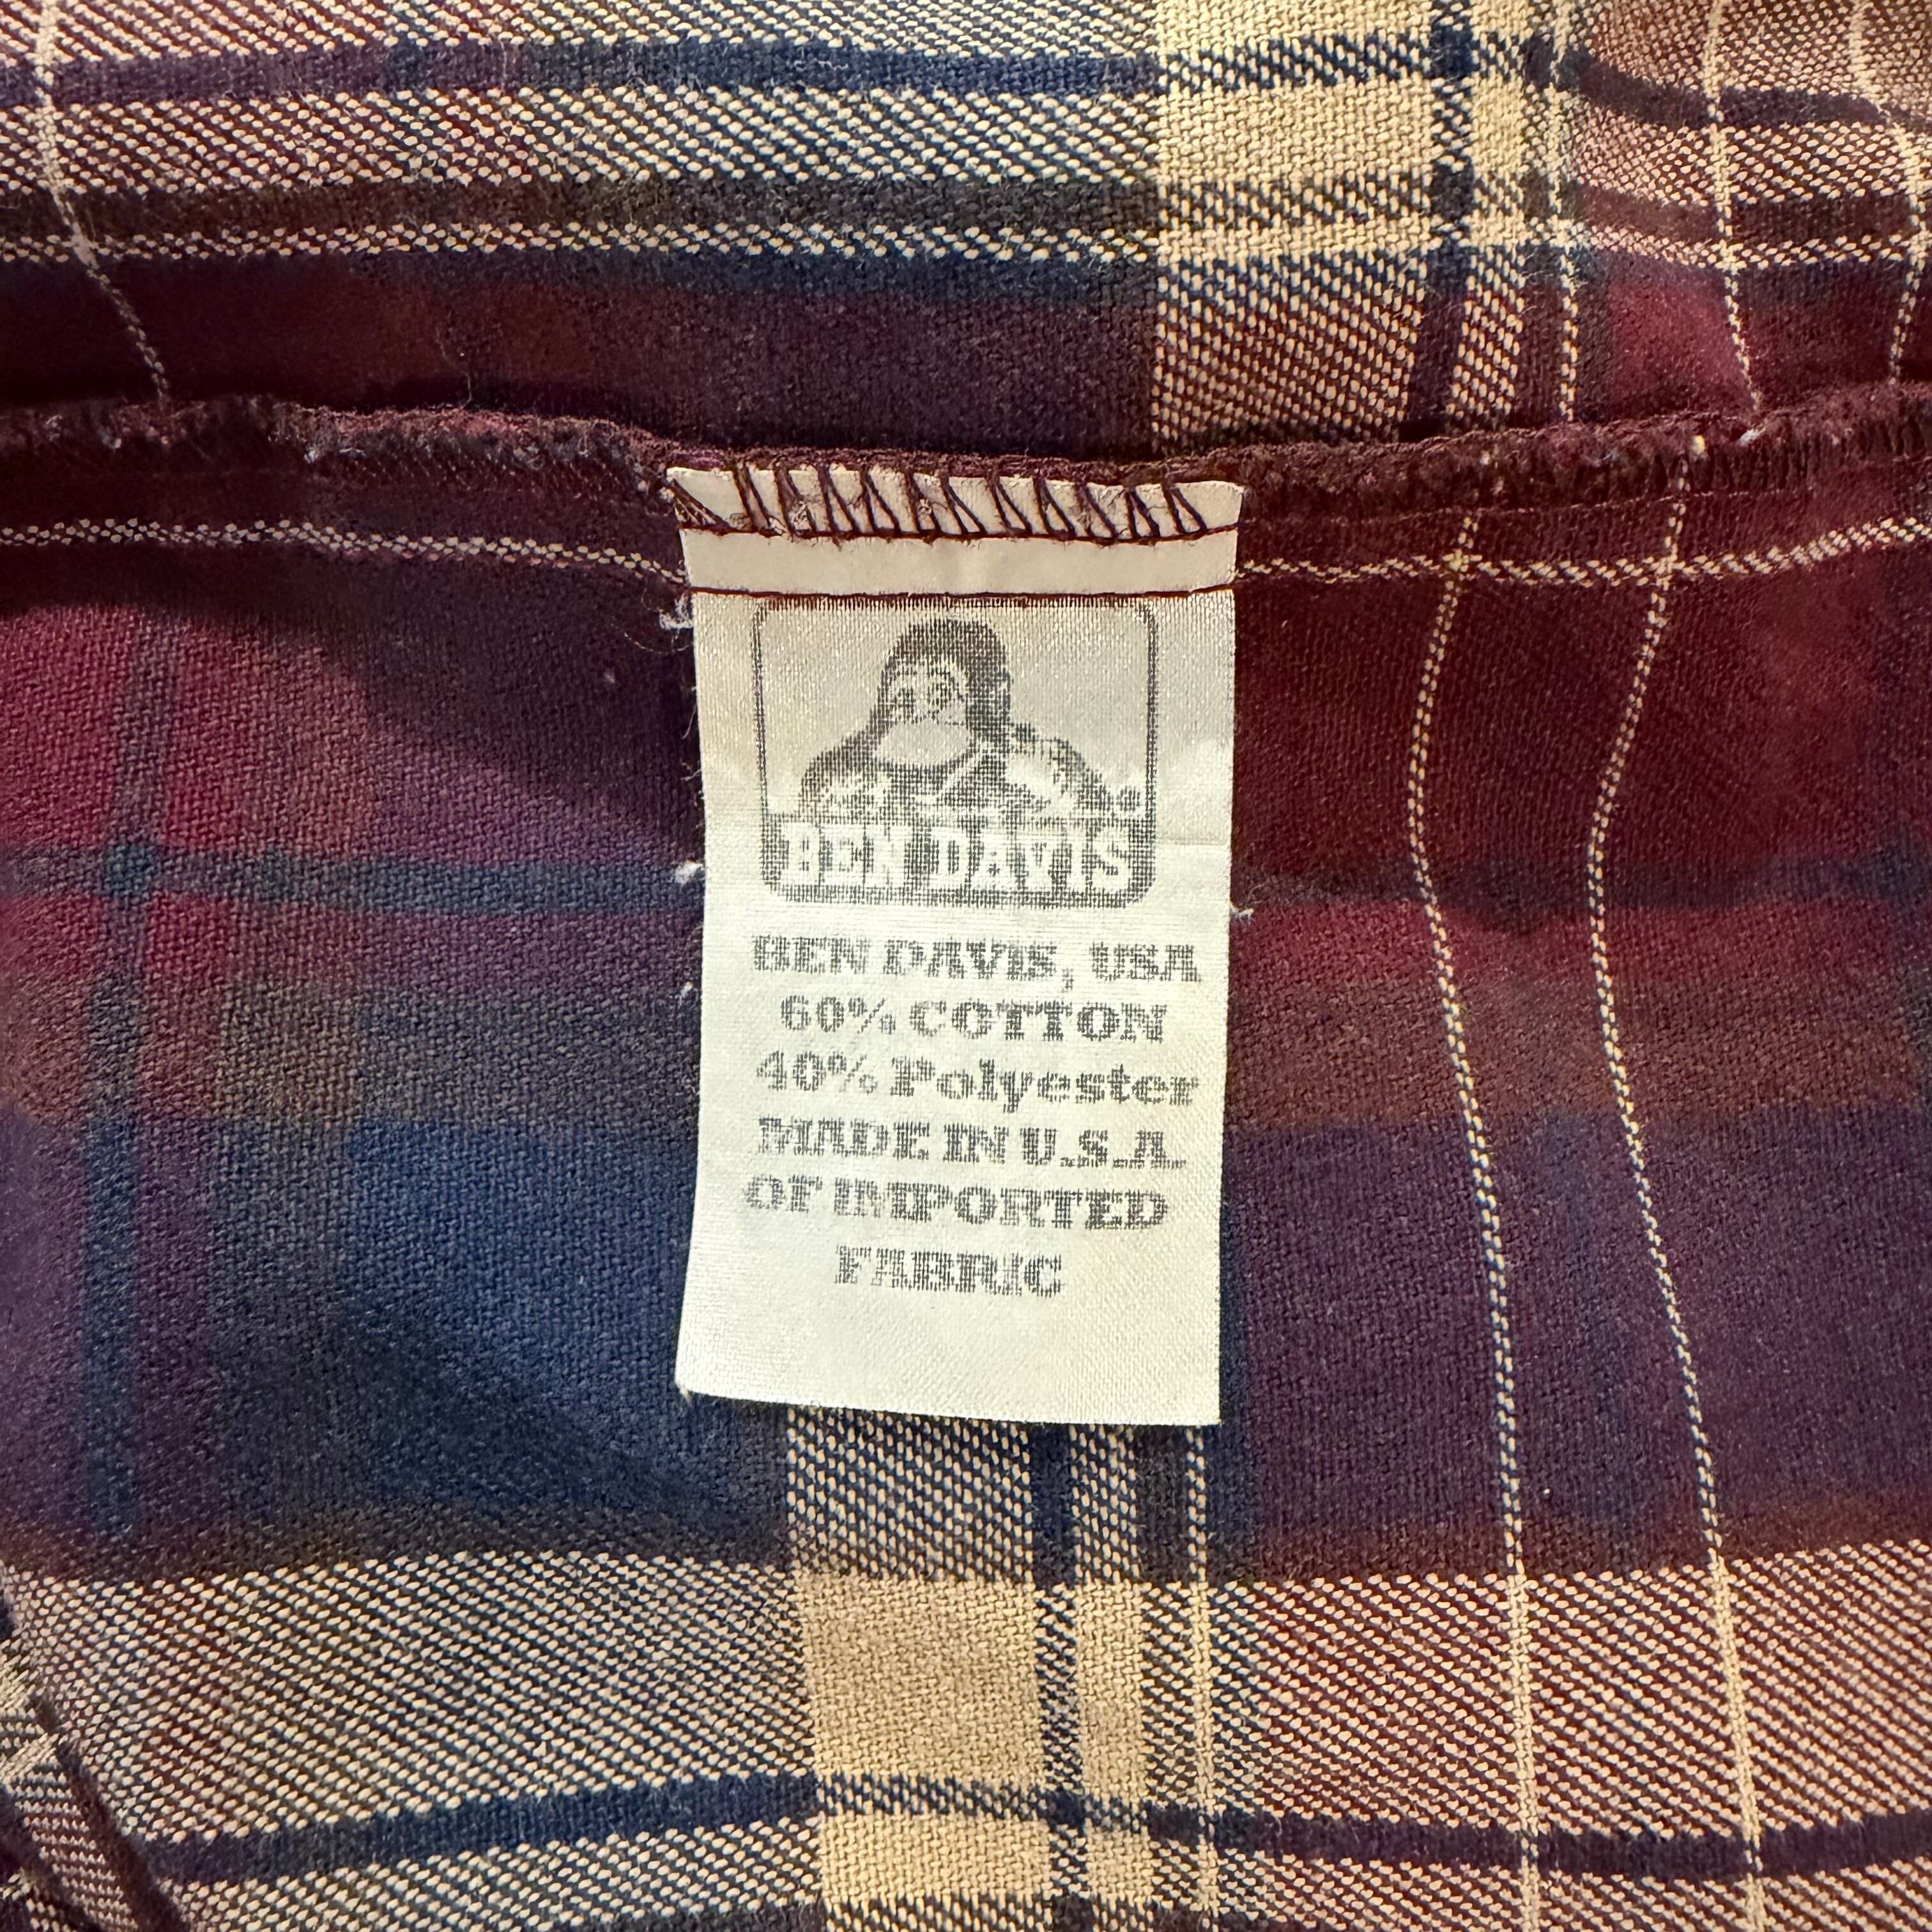 BEN DAVIS
BEN DAVIS, USA
60% COTTON
40% Polyester
MADE IN U.S.A.
OF IMPORTED
FABRIC